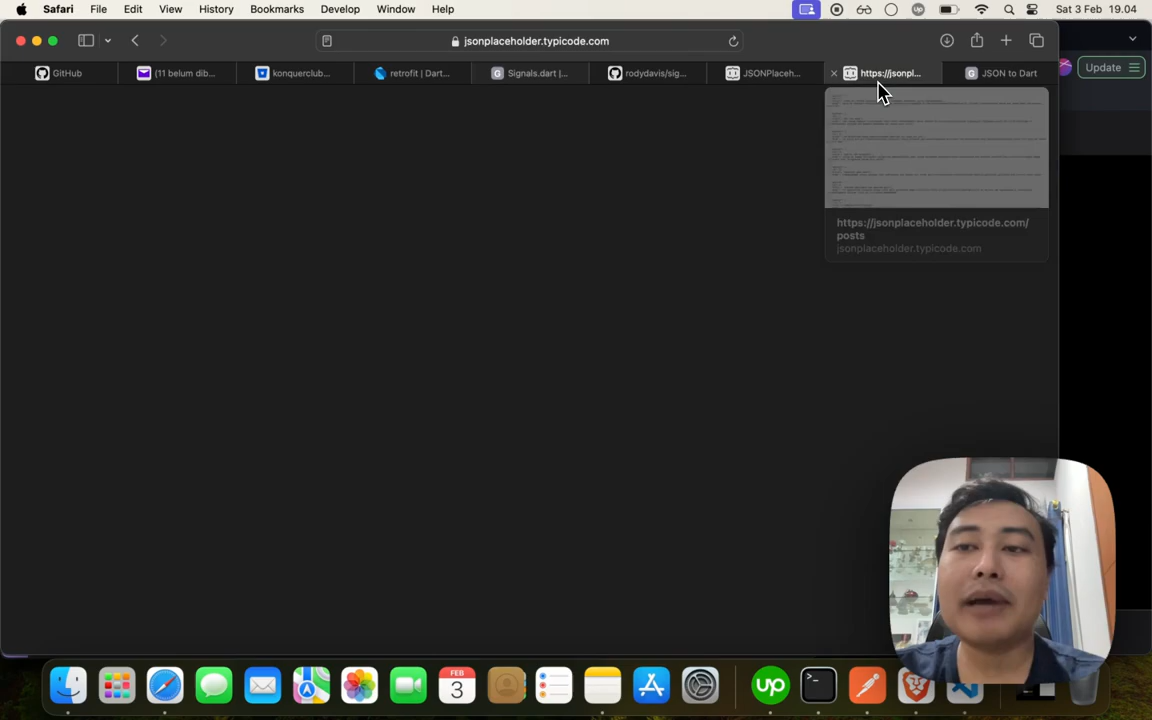 Safari File Edit View History Bookmarks Develop Window Help
Sat 3 Feb 19.04
jsonplaceholder.typicode.com
GitHub
(11 belum dib...
konquerclub...
retrofit | Dart...
Signals.dart |...
rodydavis/sig...
JSONPlaceh...
https://jsonpl...
JSON to Dart
Update
https://jsonplaceholder.typicode.com/
posts
jsonplaceholder.typicode.com
FEB
3
up